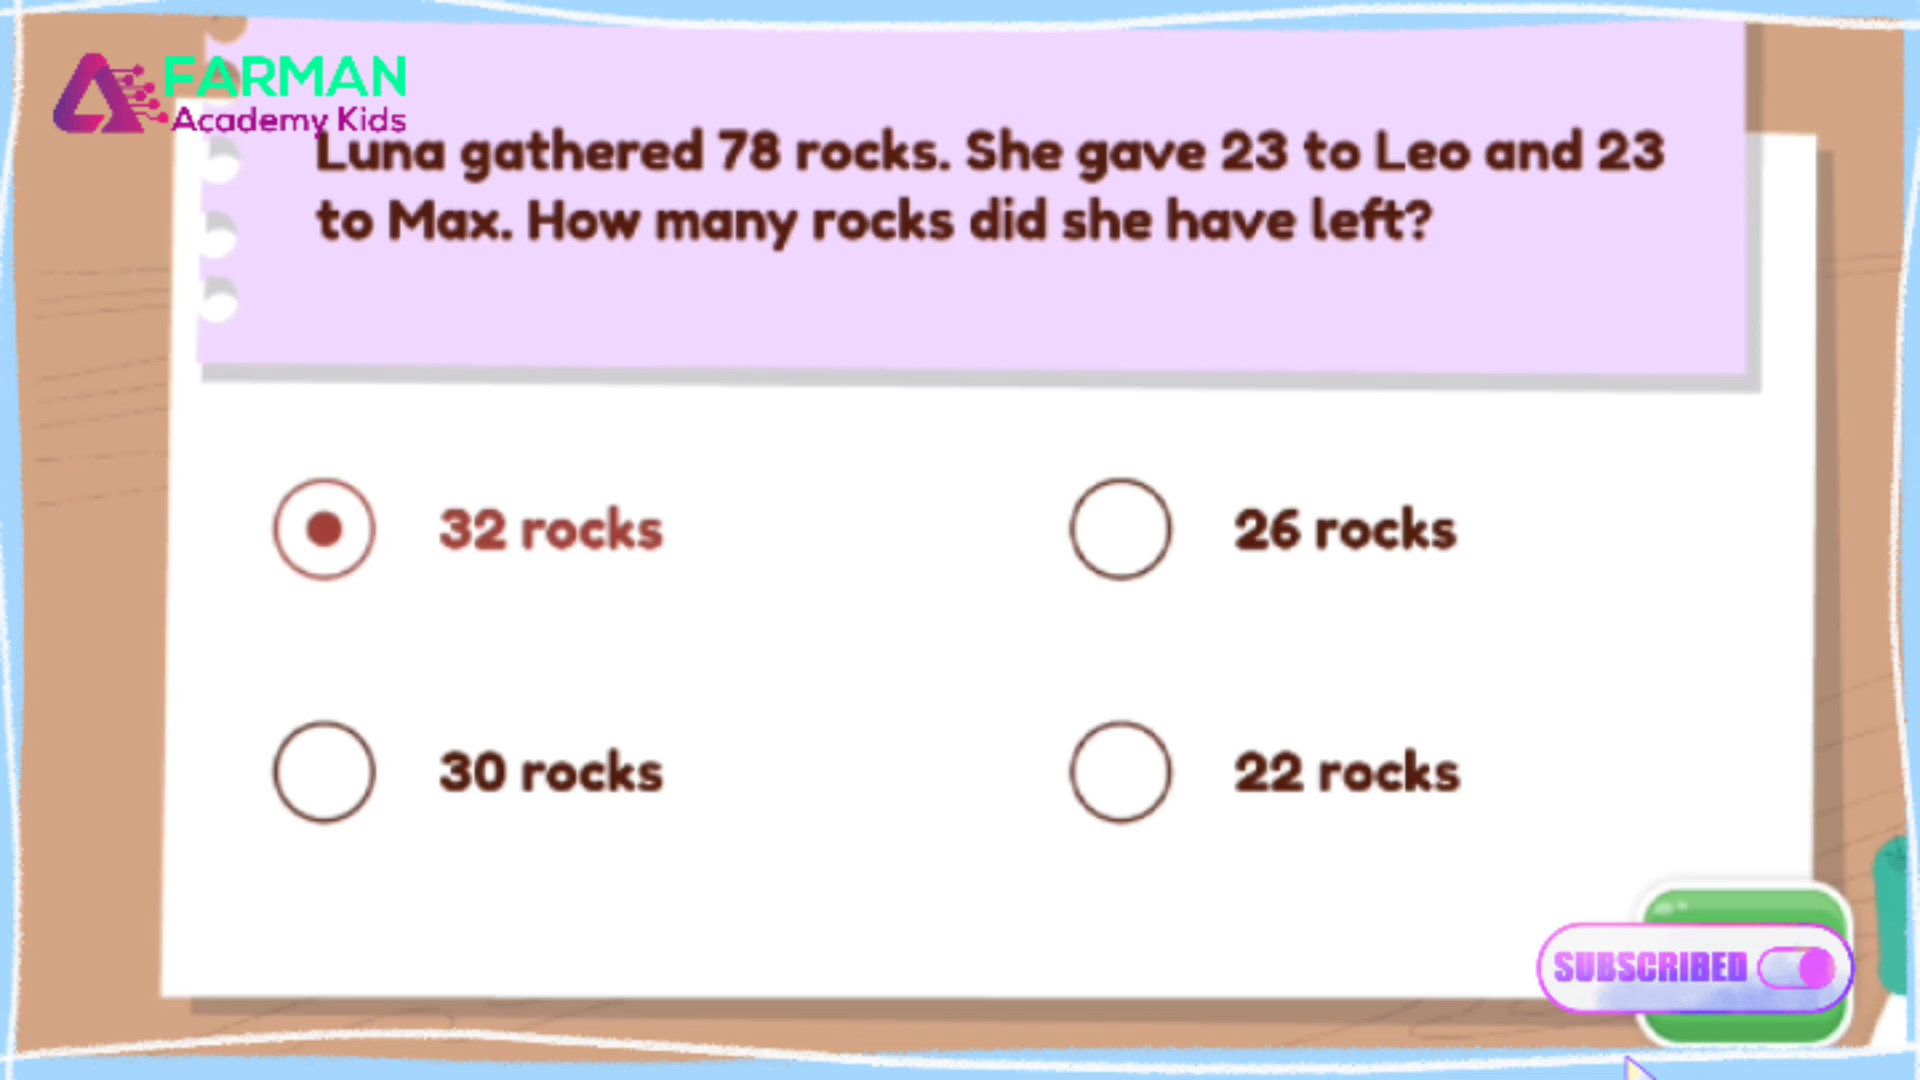 FARMAN
Academy Kids
Luna gathered 78 rocks. She gave 23 to Leo and 23
to Max. How many rocks did she have left?
32 rocks
26 rocks
30 rocks
22 rocks
SUBSCRIBED